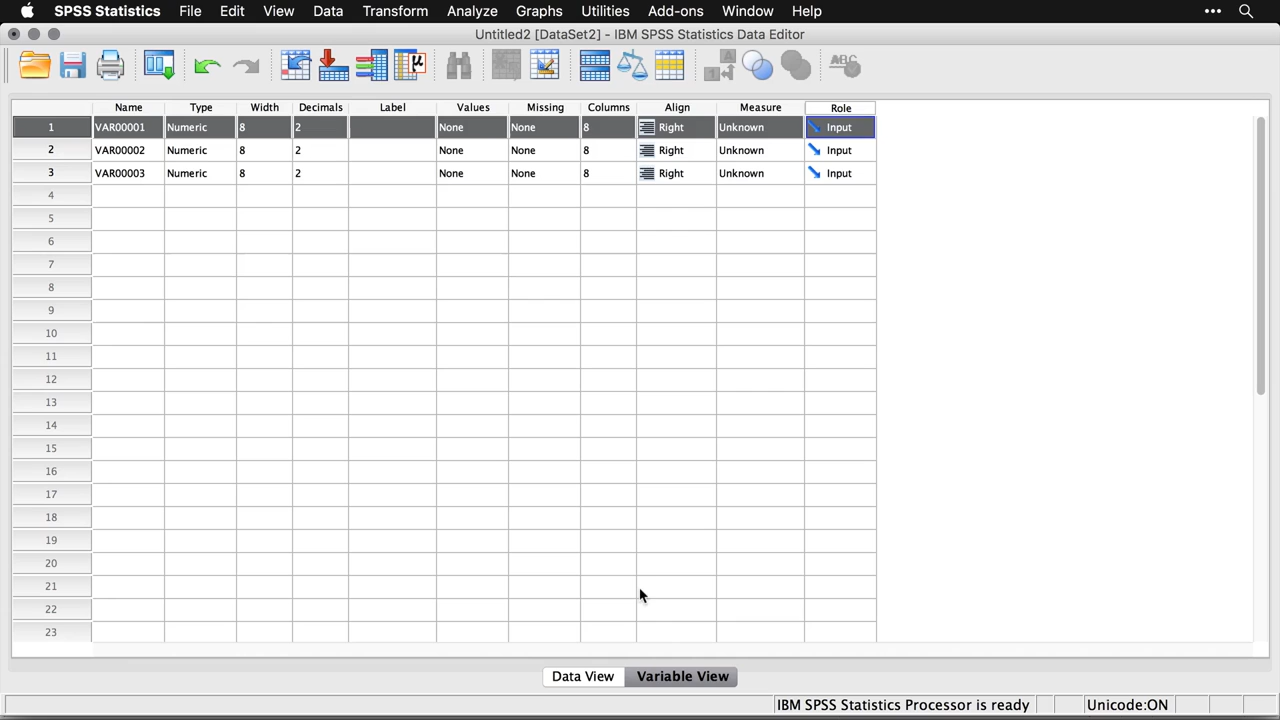 SPSS Statistics File Edit View Data Transform Analyze Graphs Utilities Add-ons Window Help
Untitled2 [DataSet2] - IBM SPSS Statistics Data Editor
Name Type Width Decimals Label Values Missing Columns Align Measure Role
1 VAR00001 Numeric 8 2 None None 8 Right Unknown Input
2 VAR00002 Numeric 8 2 None None 8 Right Unknown Input
3 VAR00003 Numeric 8 2 None None 8 Right Unknown Input
4
5
6
7
8
9
10
11
12
13
14
15
16
17
18
19
20
21
22
23
Data View Variable View
IBM SPSS Statistics Processor is ready Unicode:ON